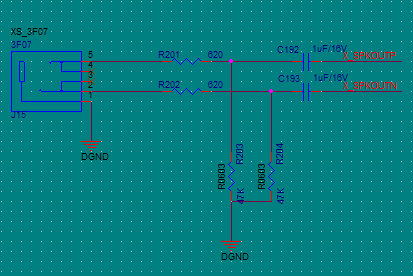 XS_3F07
3F07
5
4
3
2
1
J15
DGND
R201 620
R202 620
C192 1uF/16V
C193 1uF/16V
X_SPKOUTP
X_SPKOUTN
R0603 R203 47K
R0603 R204 47K
DGND